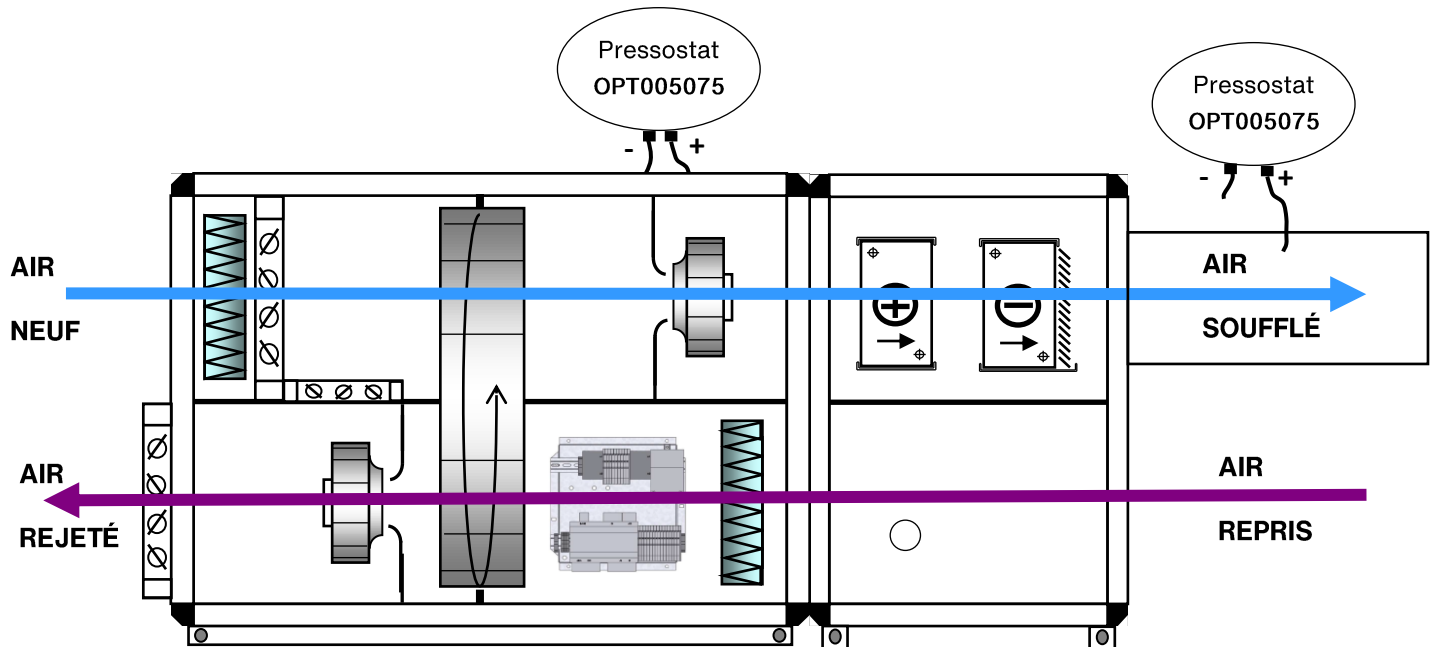 Pressostat
OPT005075
- +
Pressostat
OPT005075
- +
AIR
NEUF
AIR
SOUFFLÉ
AIR
REJETÉ
AIR
REPRIS